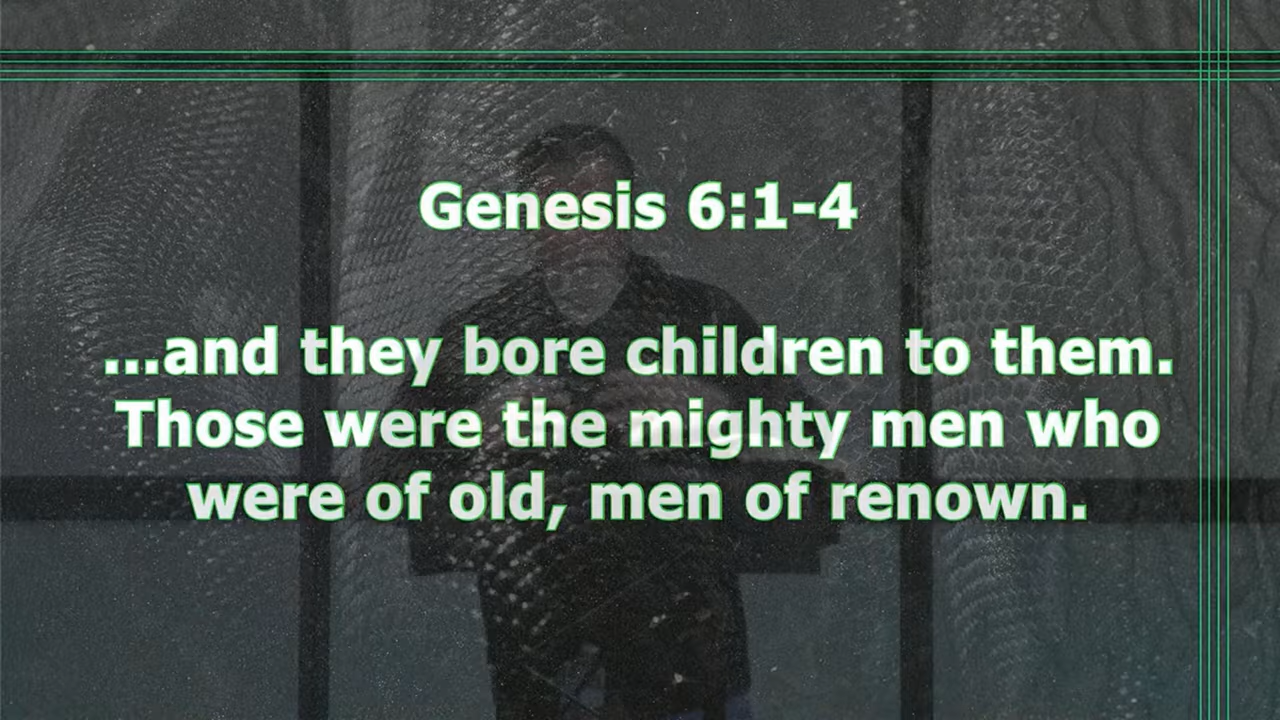 Genesis 6:1-4
...and they bore children to them.
Those were the mighty men who
were of old, men of renown.